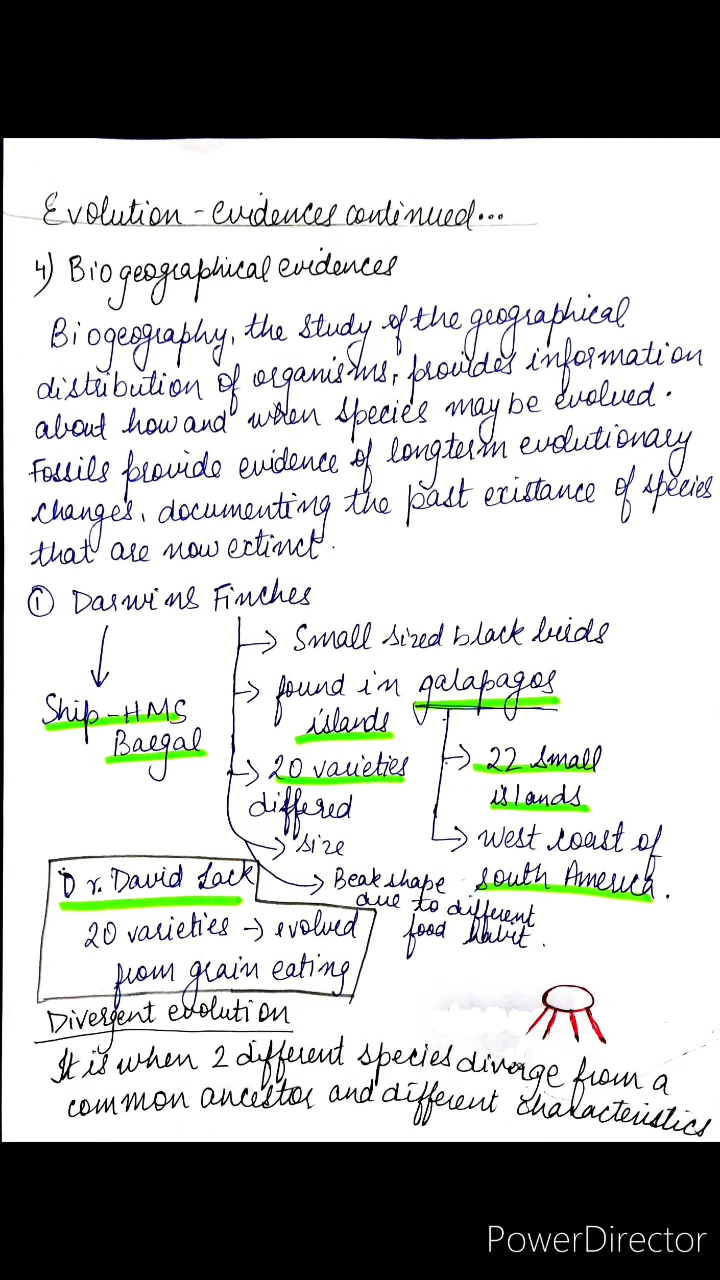 Evolution - evidences continued...
4) Biogeographical evidences
Biogeography, the study of the geographical
distribution of organisms, provides information
about how and when species may be evolved.
Fossils provide evidence of longterm evolutionary
changes, documenting the past existance of species
that are now extinct.
① Darwins Finches
→ Small sized black birds
→ found in galapagos
islands
Ship - HMS
Baegal
→ 20 varieties
differed
→ 22 small
islands
→ size
→ west coast of
South America.
→ Beak shape
due to different
food habit.
Dr. David Lack
20 varieties → evolved
from grain eating
Divergent evolution
It is when 2 different species diverge from a
common ancestor and different characteristics
PowerDirector